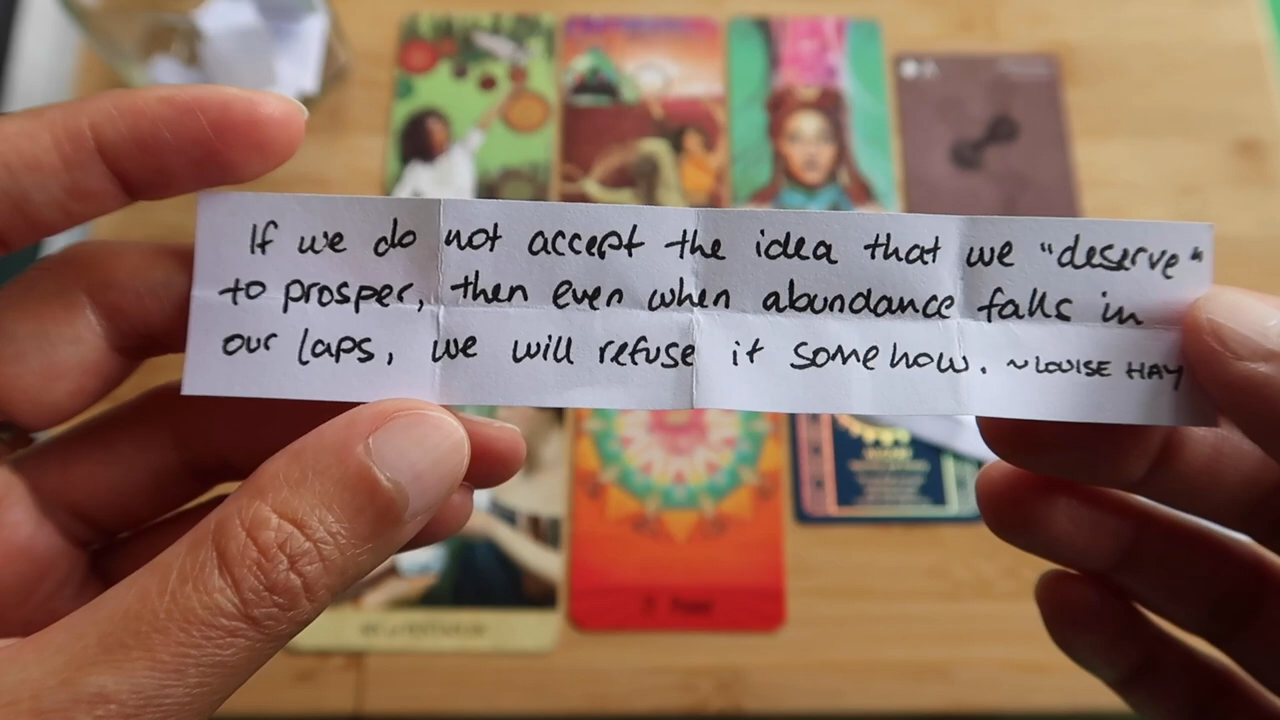 If we do not accept the idea that we "deserve"
to prosper, then even when abundance falls in
our laps, we will refuse it somehow. ~LOUISE HAY